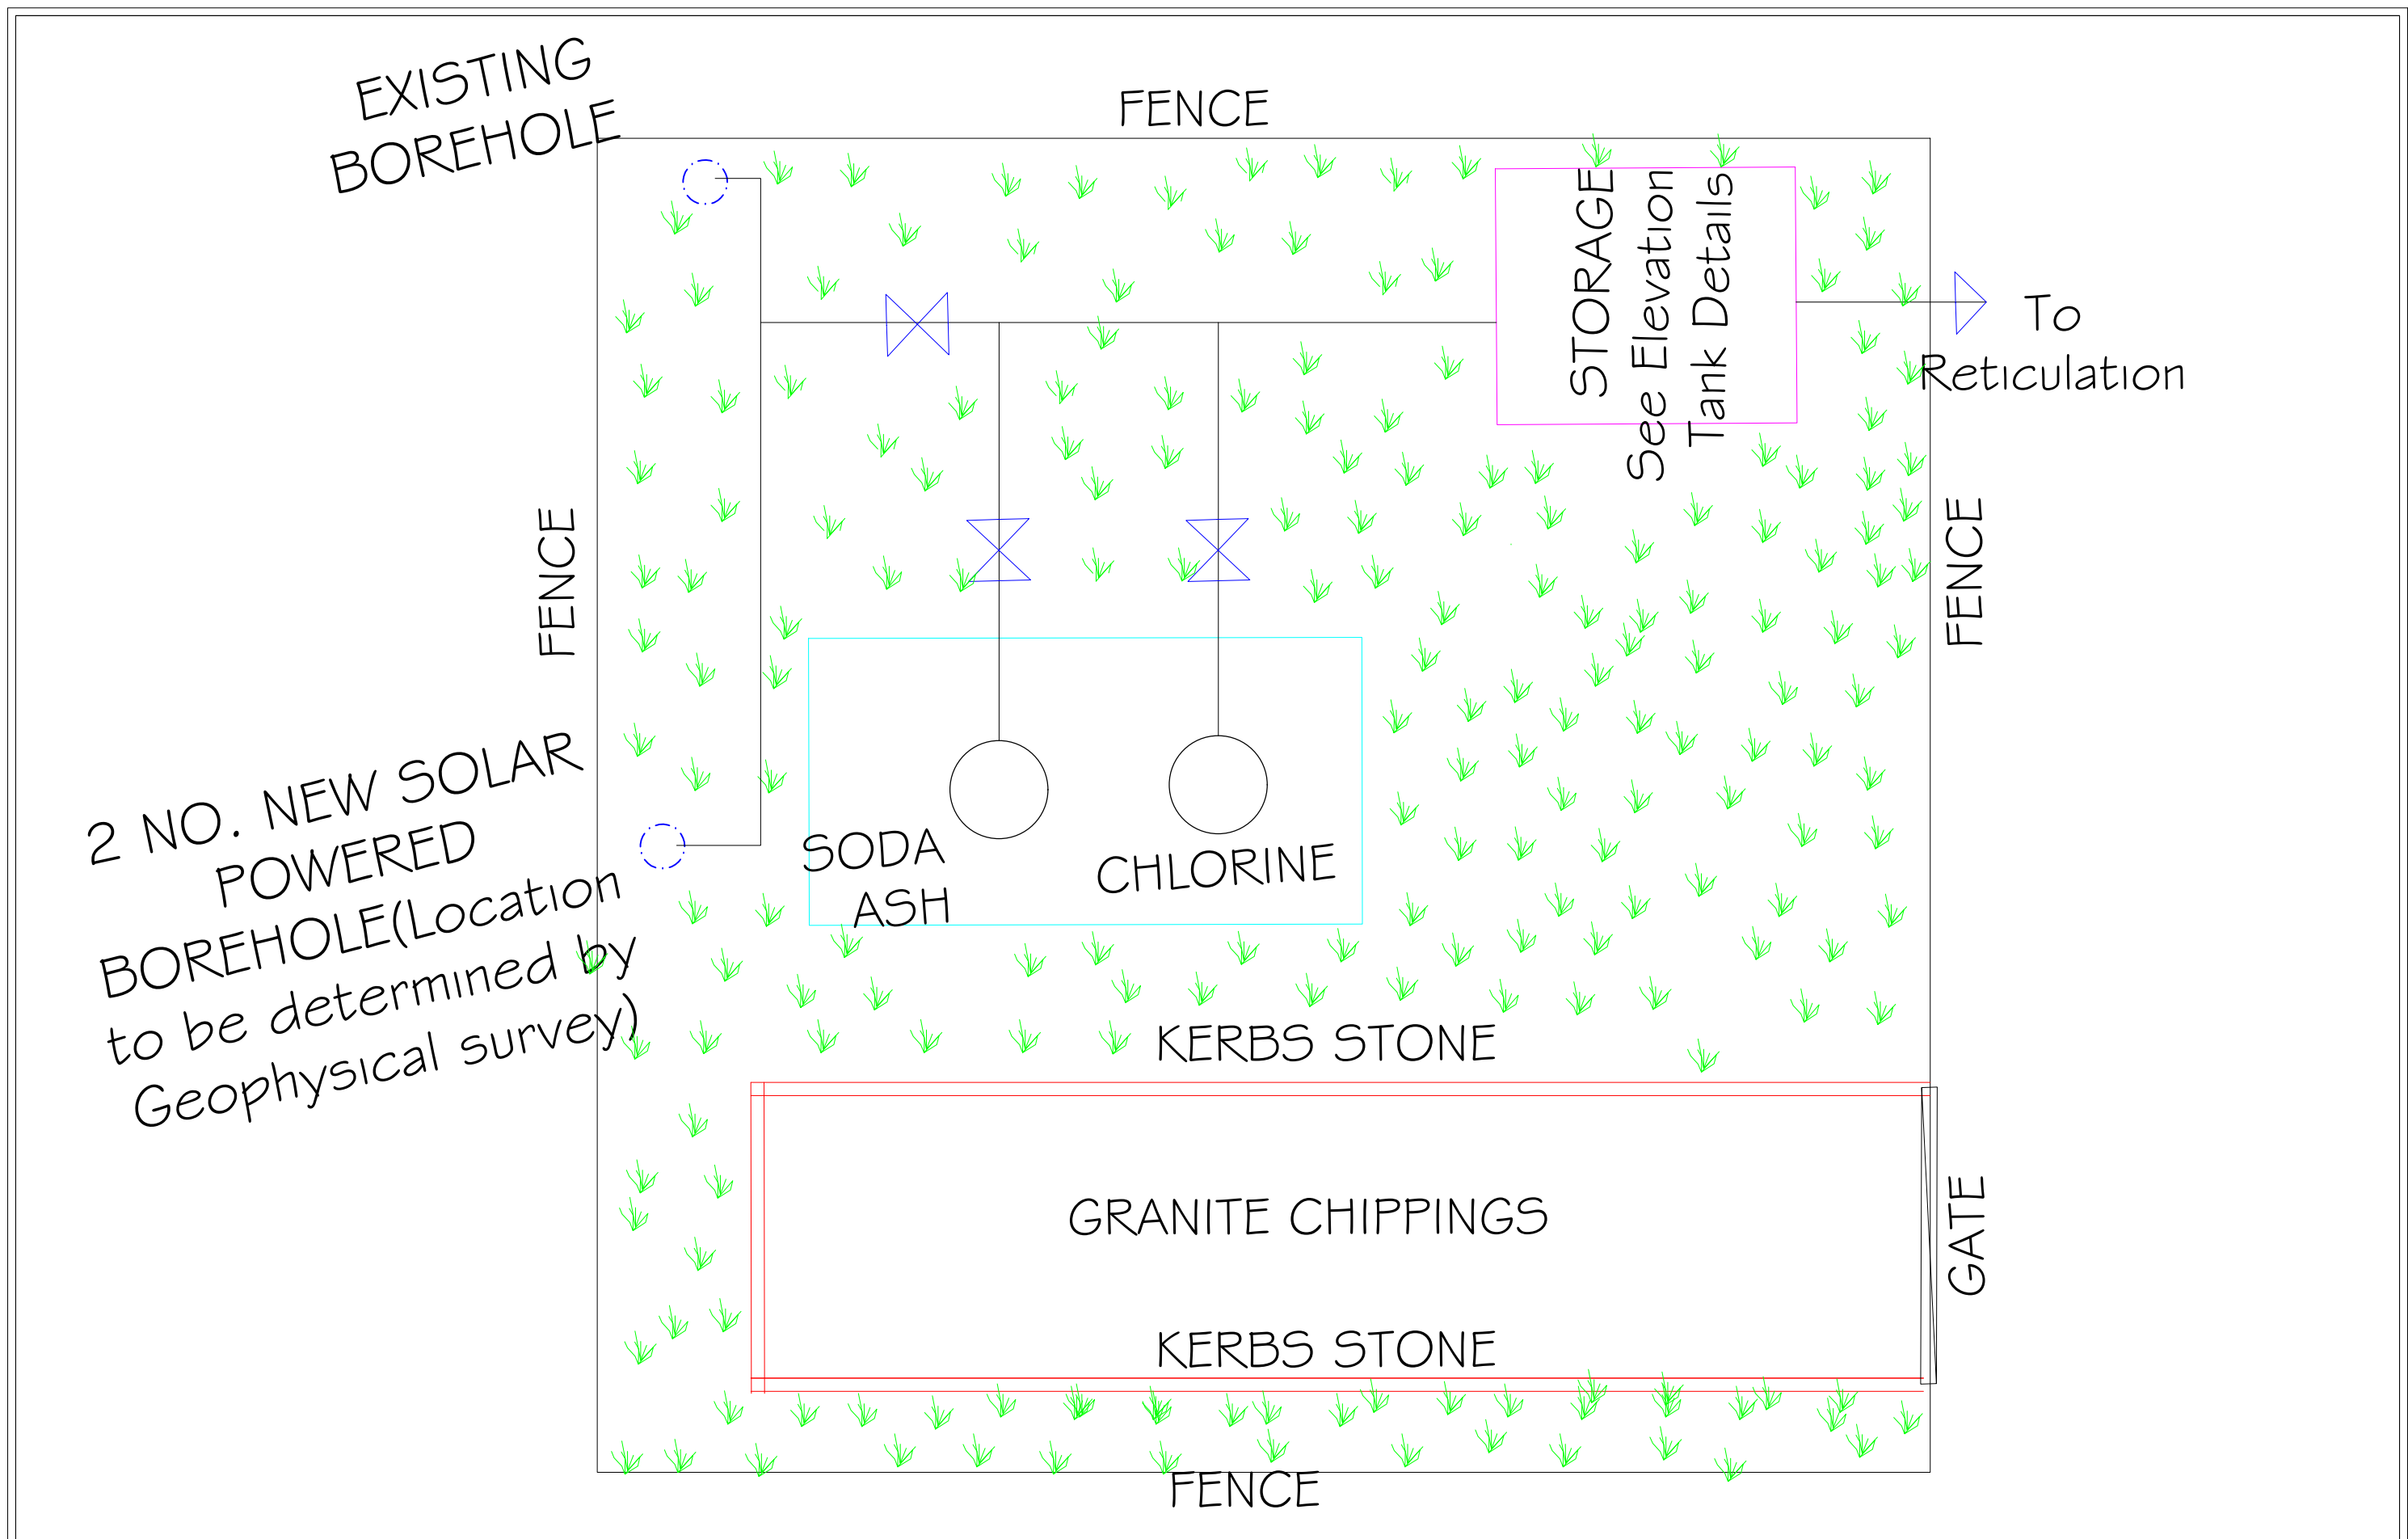 EXISTING
BOREHOLE
FENCE
STORAGE
See Elevation
Tank Details
To
Reticulation
FENCE
FENCE
2 NO. NEW SOLAR
POWERED
BOREHOLE(Location
to be determined by
Geophysical survey)
SODA
ASH
CHLORINE
KERBS STONE
GRANITE CHIPPINGS
GATE
KERBS STONE
FENCE